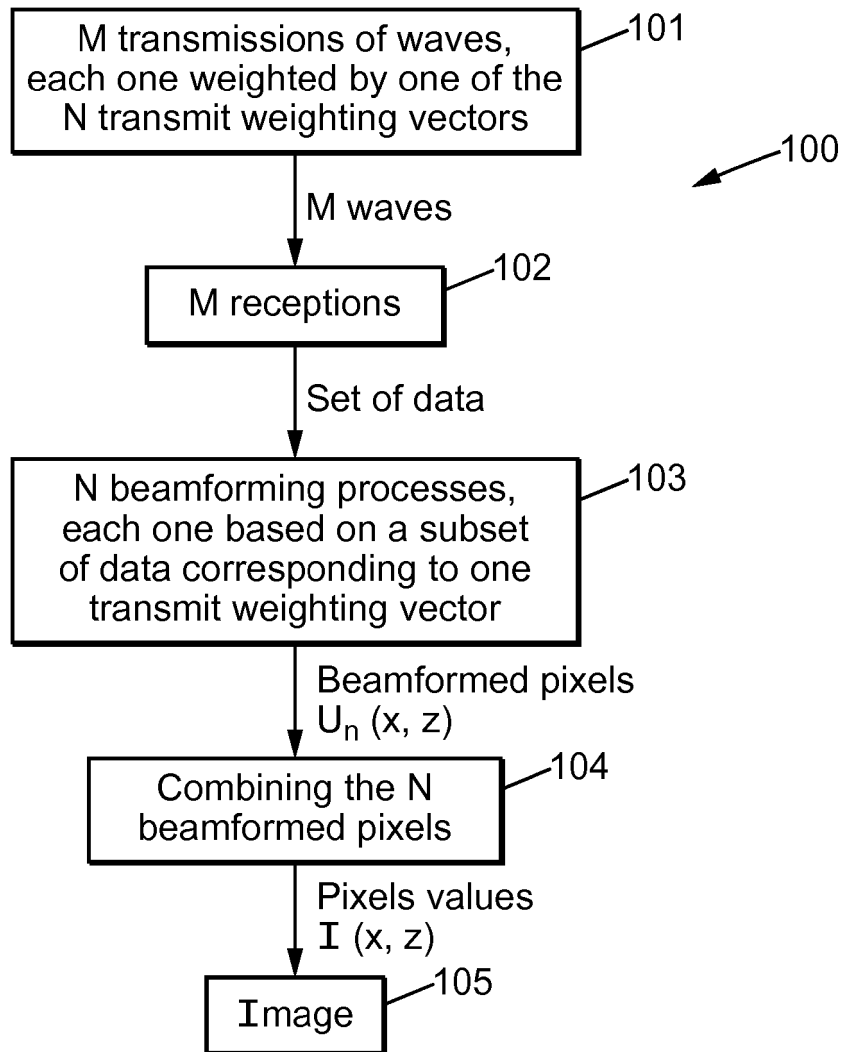 M transmissions of waves,
each one weighted by one of the
N transmit weighting vectors
101
100
M waves
102
M receptions
Set of data
N beamforming processes,
each one based on a subset
of data corresponding to one
transmit weighting vector
103
Beamformed pixels
Un (x, z)
104
Combining the N
beamformed pixels
Pixels values
I (x, z)
105
Image